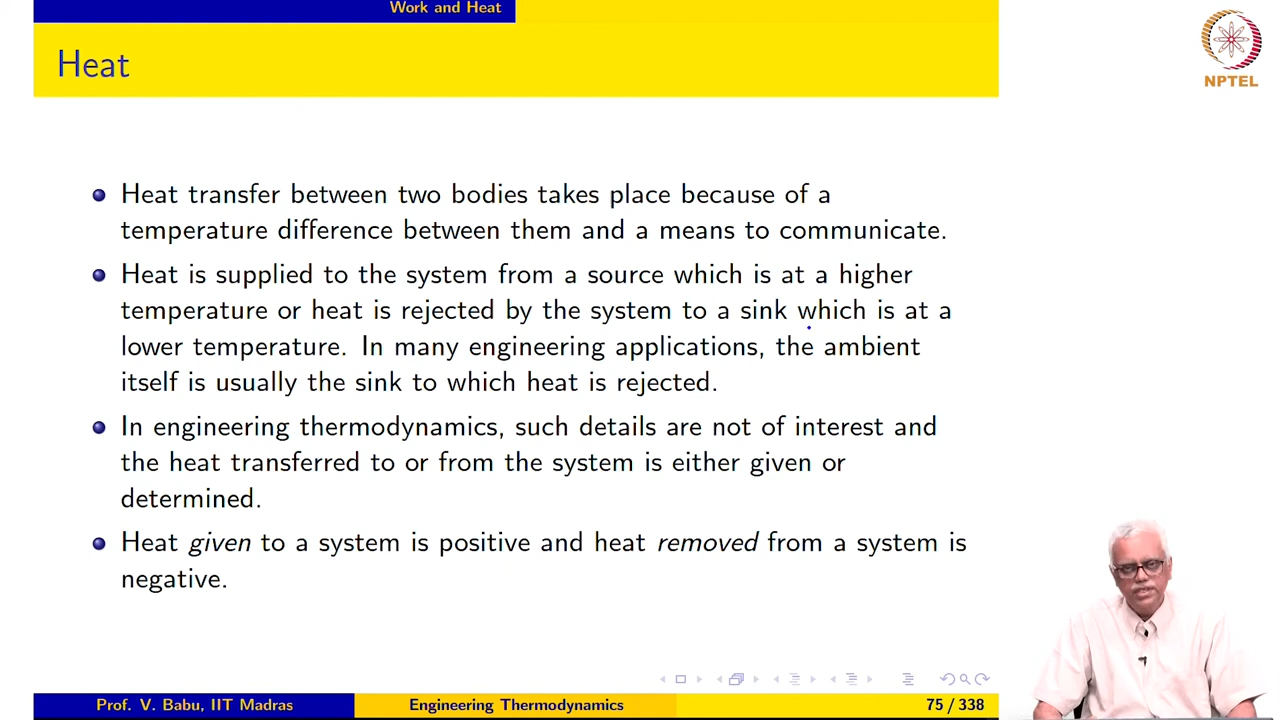 Work and Heat
Heat
NPTEL
Heat transfer between two bodies takes place because of a
temperature difference between them and a means to communicate.
Heat is supplied to the system from a source which is at a higher
temperature or heat is rejected by the system to a sink which is at a
lower temperature. In many engineering applications, the ambient
itself is usually the sink to which heat is rejected.
In engineering thermodynamics, such details are not of interest and
the heat transferred to or from the system is either given or
determined.
Heat given to a system is positive and heat removed from a system is
negative.
Prof. V. Babu, IIT Madras
Engineering Thermodynamics
75 / 338